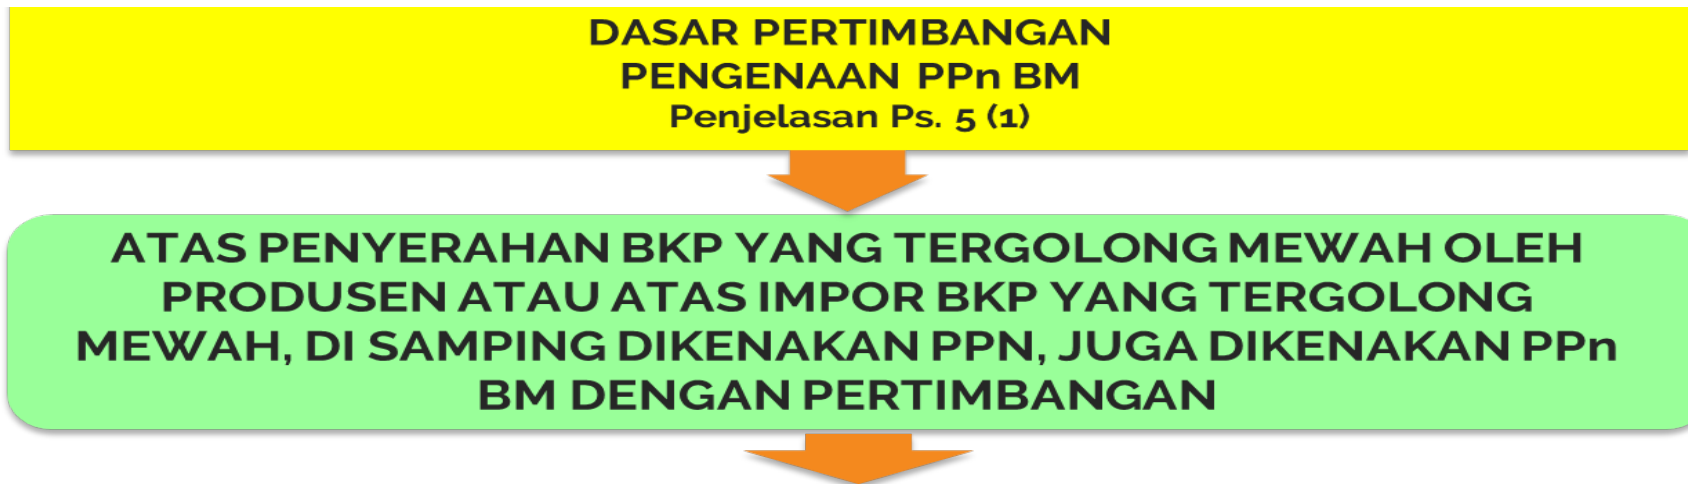 DASAR PERTIMBANGAN
PENGENAAN PPn BM
Penjelasan Ps. 5 (1)
ATAS PENYERAHAN BKP YANG TERGOLONG MEWAH OLEH
PRODUSEN ATAU ATAS IMPOR BKP YANG TERGOLONG
MEWAH, DI SAMPING DIKENAKAN PPN, JUGA DIKENAKAN PPn
BM DENGAN PERTIMBANGAN